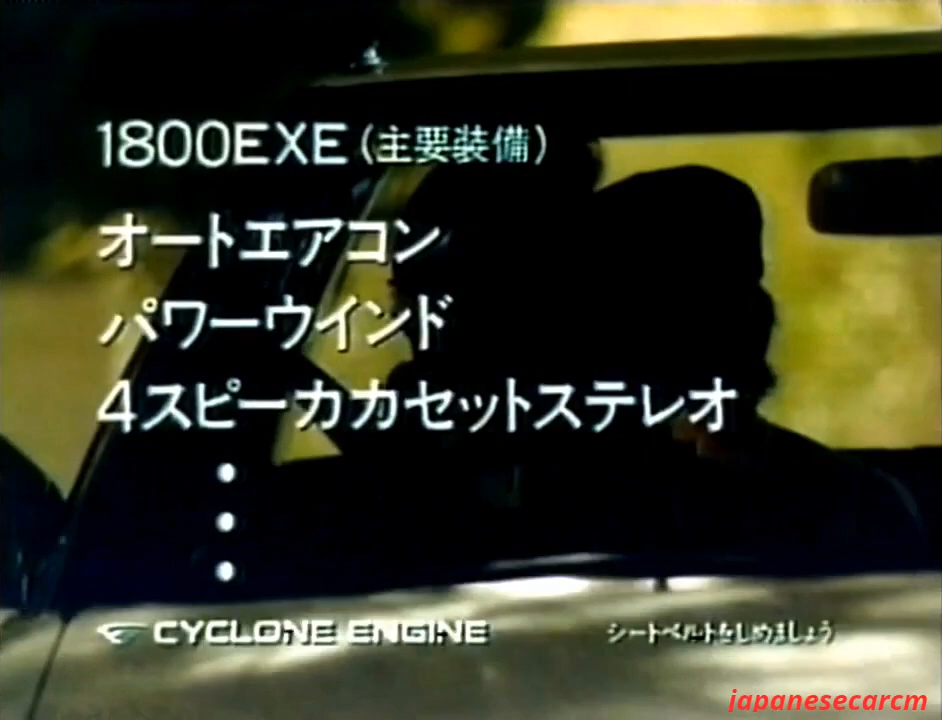 1800EXE(主要装備)
オートエアコン
パワーウインド
4スピーカカセットステレオ
CYCLONE ENGINE
シートベルトをしめましょう
japanesecarcm